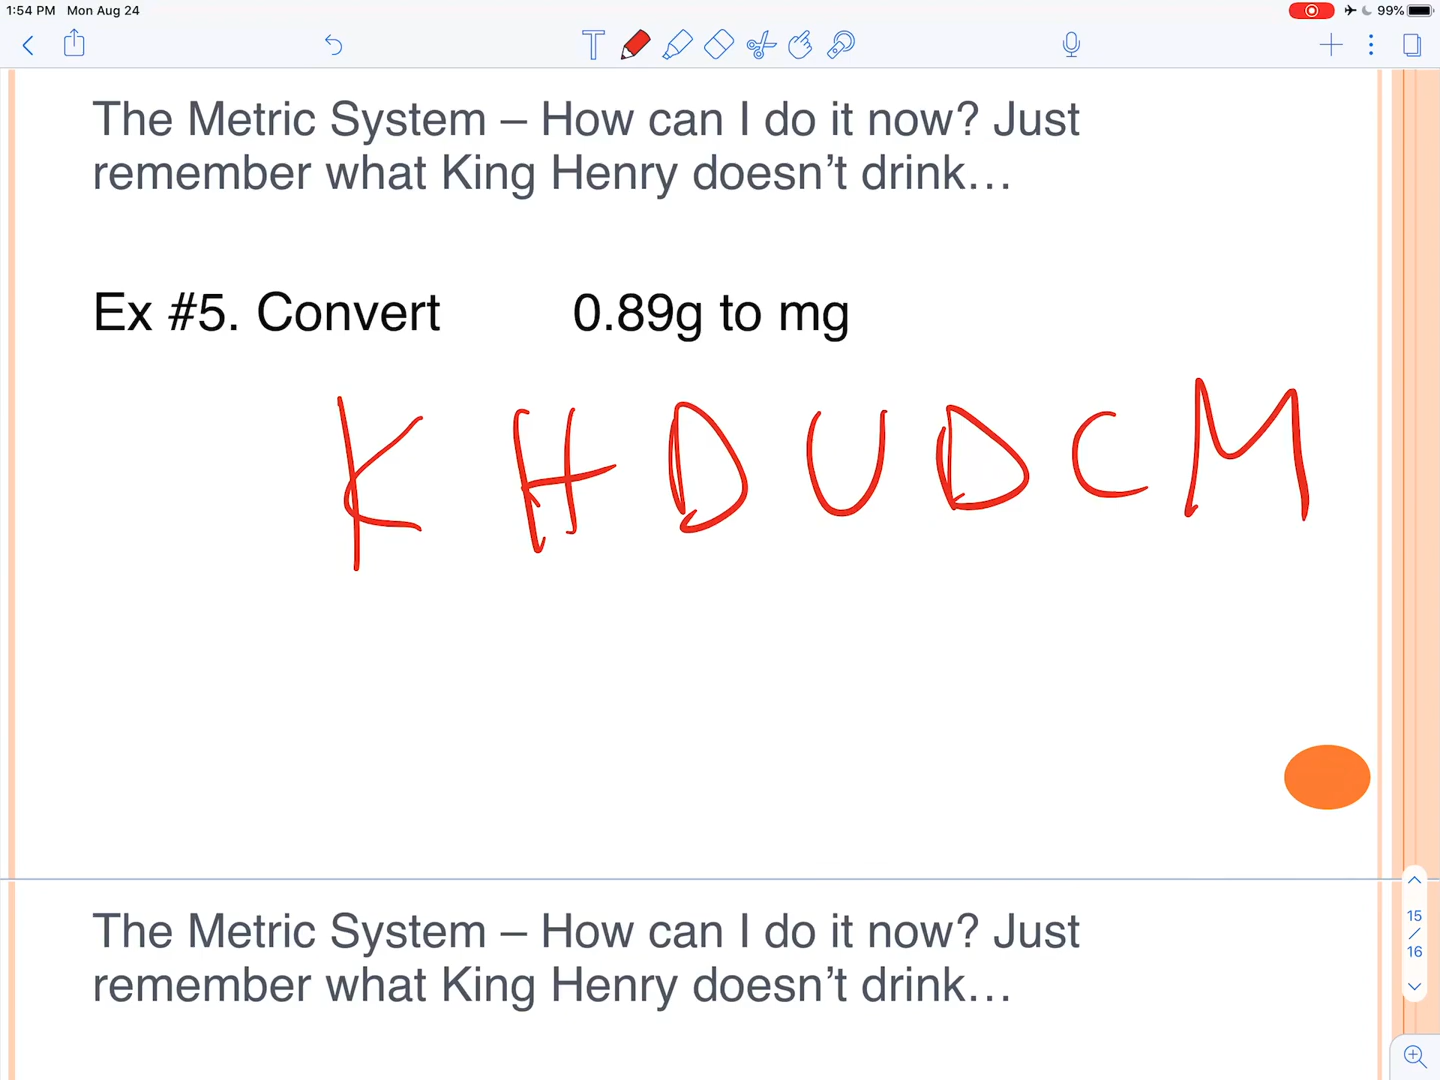 1:54 PM Mon Aug 24
99%
T
The Metric System – How can I do it now? Just
remember what King Henry doesn’t drink…
Ex #5. Convert 0.89g to mg
K H D U D C M
The Metric System – How can I do it now? Just
remember what King Henry doesn’t drink…
15
/
16